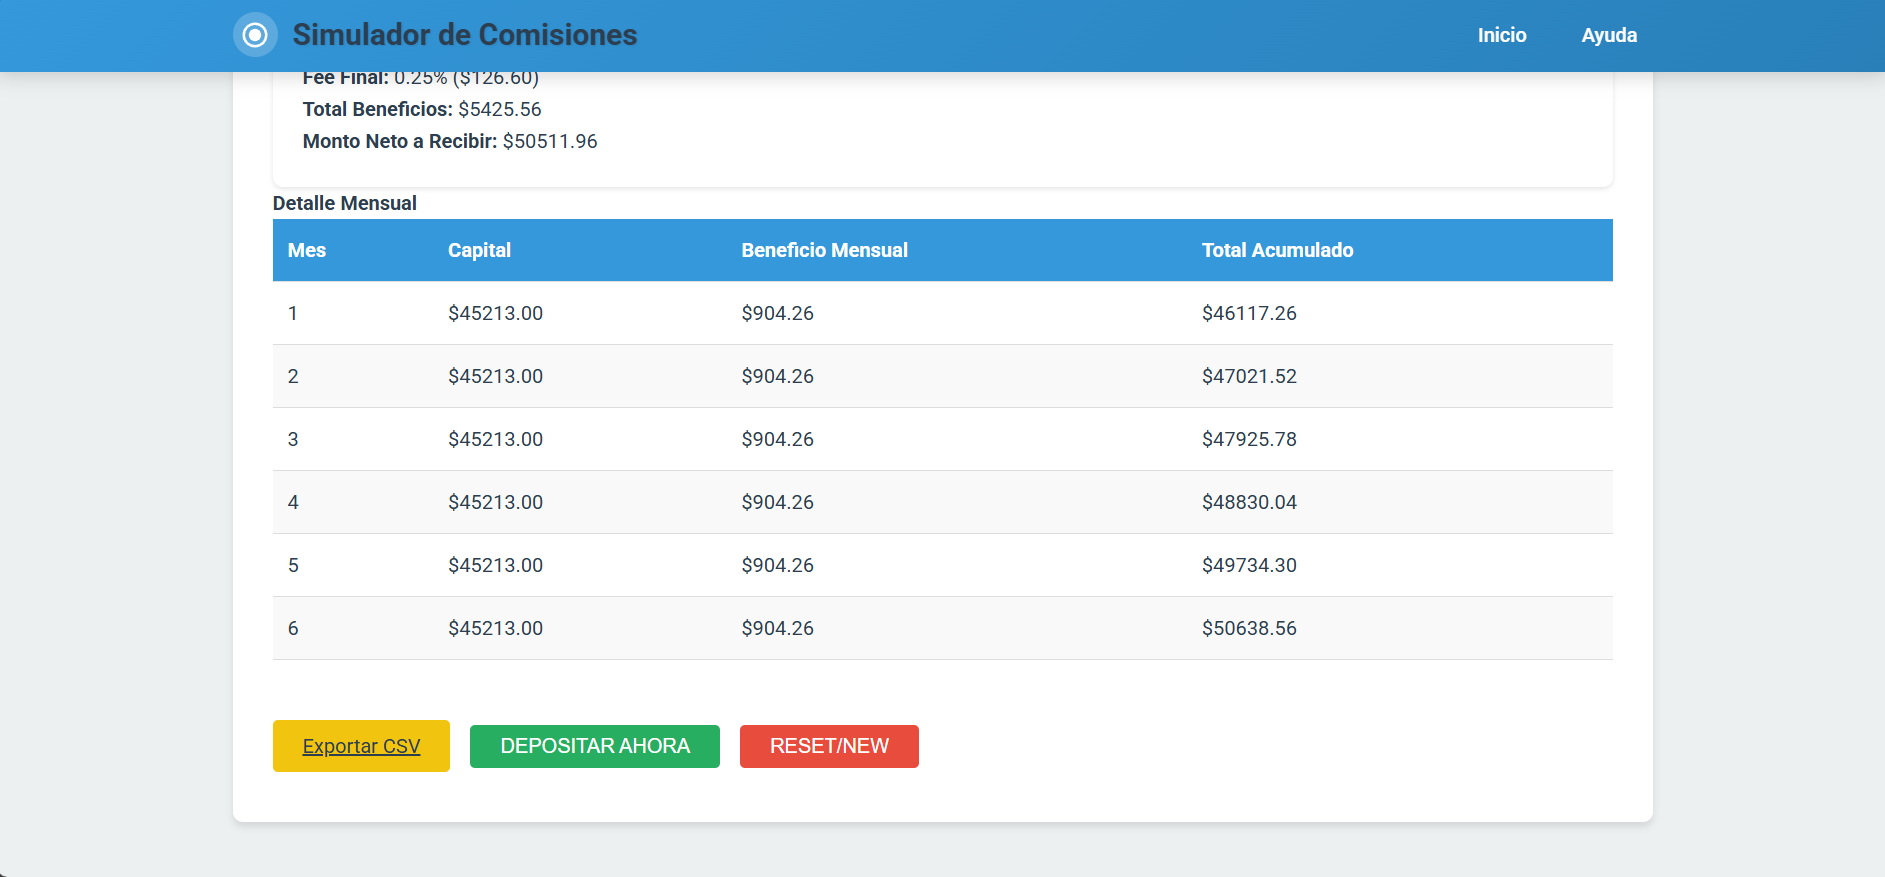 Simulador de Comisiones
Inicio
Ayuda
Fee Final: 0.25% ($126.60)
Total Beneficios: $5425.56
Monto Neto a Recibir: $50511.96
Detalle Mensual
Mes Capital Beneficio Mensual Total Acumulado
1 $45213.00 $904.26 $46117.26
2 $45213.00 $904.26 $47021.52
3 $45213.00 $904.26 $47925.78
4 $45213.00 $904.26 $48830.04
5 $45213.00 $904.26 $49734.30
6 $45213.00 $904.26 $50638.56
Exportar CSV
DEPOSITAR AHORA
RESET/NEW